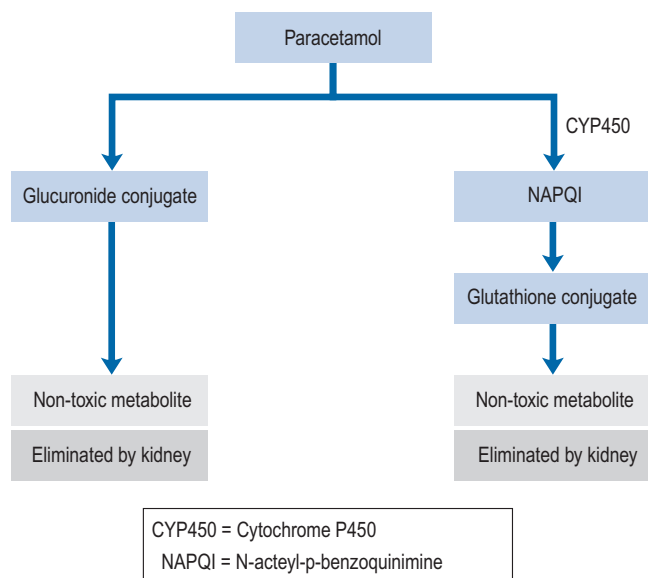 Paracetamol
CYP450
Glucuronide conjugate
NAPQI
Glutathione conjugate
Non-toxic metabolite
Non-toxic metabolite
Eliminated by kidney
Eliminated by kidney
CYP450 = Cytochrome P450
NAPQI = N-acteyl-p-benzoquinimine